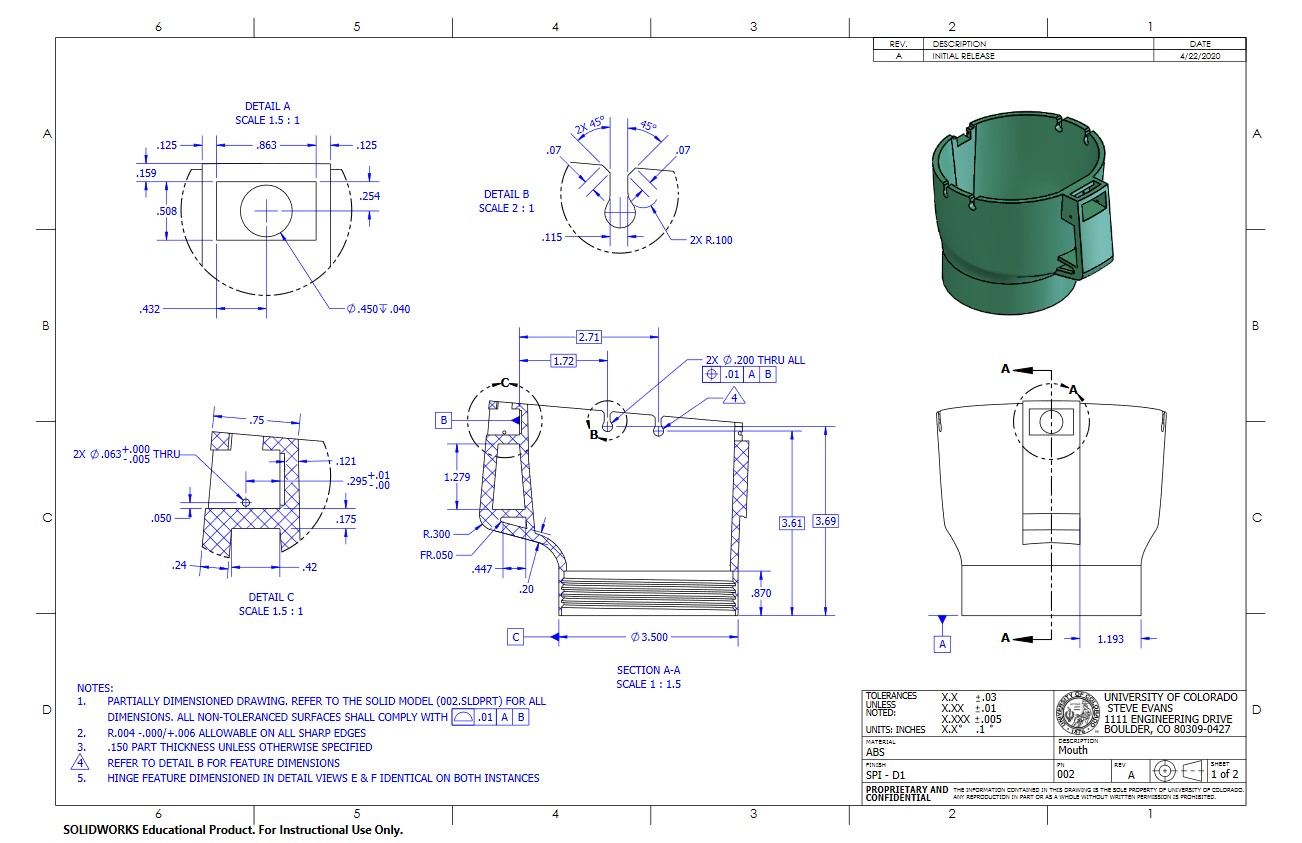 6 5 4 3 2 1
REV. DESCRIPTION DATE
A INITIAL RELEASE 4/22/2020
A A
B B
C C
D D
DETAIL A
SCALE 1.5 : 1
.125 .863 .125
.159
.508
.254
.432
Ø.450↧.040
2X 45° 45°
.07 .07
DETAIL B
SCALE 2 : 1
.115
2X R.100
2.71
1.72
2X Ø.200 THRU ALL
⌖ .01 A B
4
C
B
B
1.279
R.300
FR.050
.447
.20
3.61
3.69
.870
C
Ø3.500
SECTION A-A
SCALE 1 : 1.5
.75
2X Ø.063 +.000 -.005 THRU
.121
.295 +.01 -.00
.050
.175
.24 .42
DETAIL C
SCALE 1.5 : 1
A
A
A
A
1.193
NOTES:
1. PARTIALLY DIMENSIONED DRAWING. REFER TO THE SOLID MODEL (002.SLDPRT) FOR ALL
DIMENSIONS. ALL NON-TOLERANCED SURFACES SHALL COMPLY WITH ⌓ .01 A B
2. R.004 -.000/+.006 ALLOWABLE ON ALL SHARP EDGES
3. .150 PART THICKNESS UNLESS OTHERWISE SPECIFIED
4 REFER TO DETAIL B FOR FEATURE DIMENSIONS
5. HINGE FEATURE DIMENSIONED IN DETAIL VIEWS E & F IDENTICAL ON BOTH INSTANCES
TOLERANCES
UNLESS
NOTED:
UNITS: INCHES
X.X ±.03
X.XX ±.01
X.XXX ±.005
X.X° .1 °
UNIVERSITY OF COLORADO
STEVE EVANS
1111 ENGINEERING DRIVE
BOULDER, CO 80309-0427
MATERIAL
ABS
DESCRIPTION
Mouth
FINISH
SPI - D1
PN
002
REV
A
SHEET
1 of 2
PROPRIETARY AND
CONFIDENTIAL
THE INFORMATION CONTAINED IN THIS DRAWING IS THE SOLE PROPERTY OF UNIVERSITY OF COLORADO.
ANY REPRODUCTION IN PART OR AS A WHOLE WITHOUT WRITTEN PERMISSION IS PROHIBITED.
6 5 4 3 2 1
SOLIDWORKS Educational Product. For Instructional Use Only.